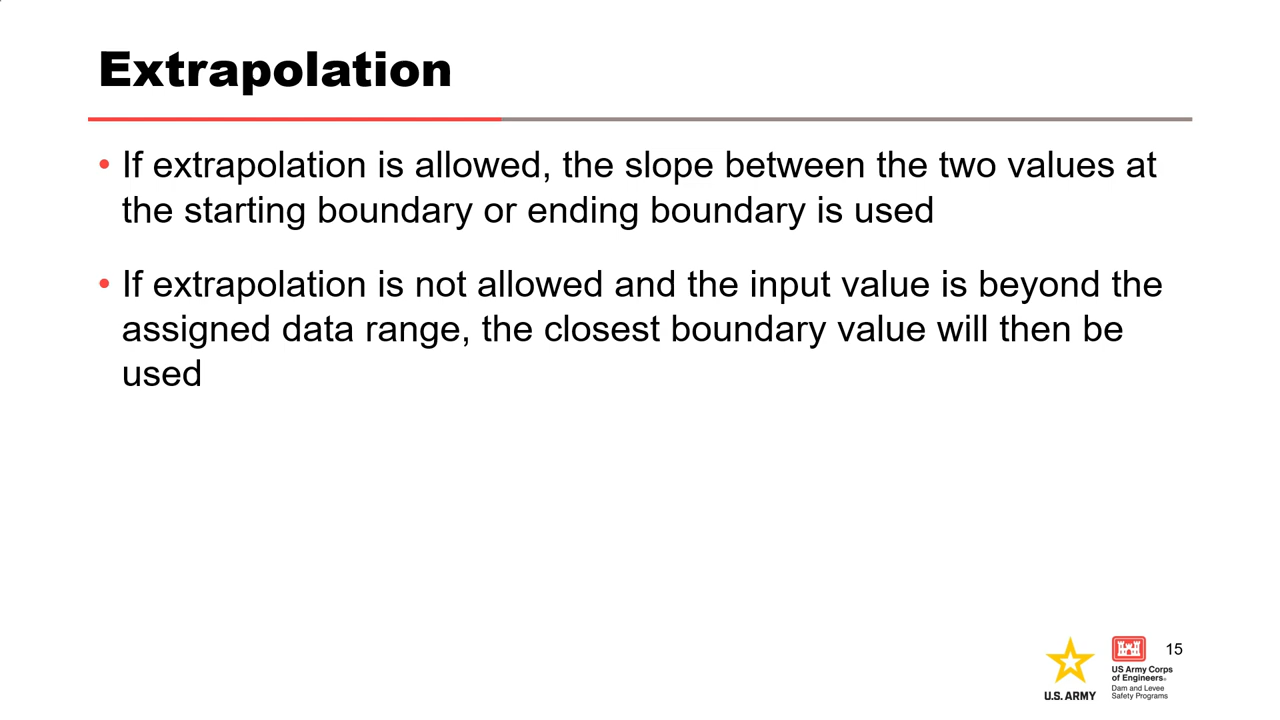 Extrapolation
• If extrapolation is allowed, the slope between the two values at
the starting boundary or ending boundary is used
• If extrapolation is not allowed and the input value is beyond the
assigned data range, the closest boundary value will then be
used
U.S. ARMY
US Army Corps
of Engineers®
Dam and Levee
Safety Programs
15